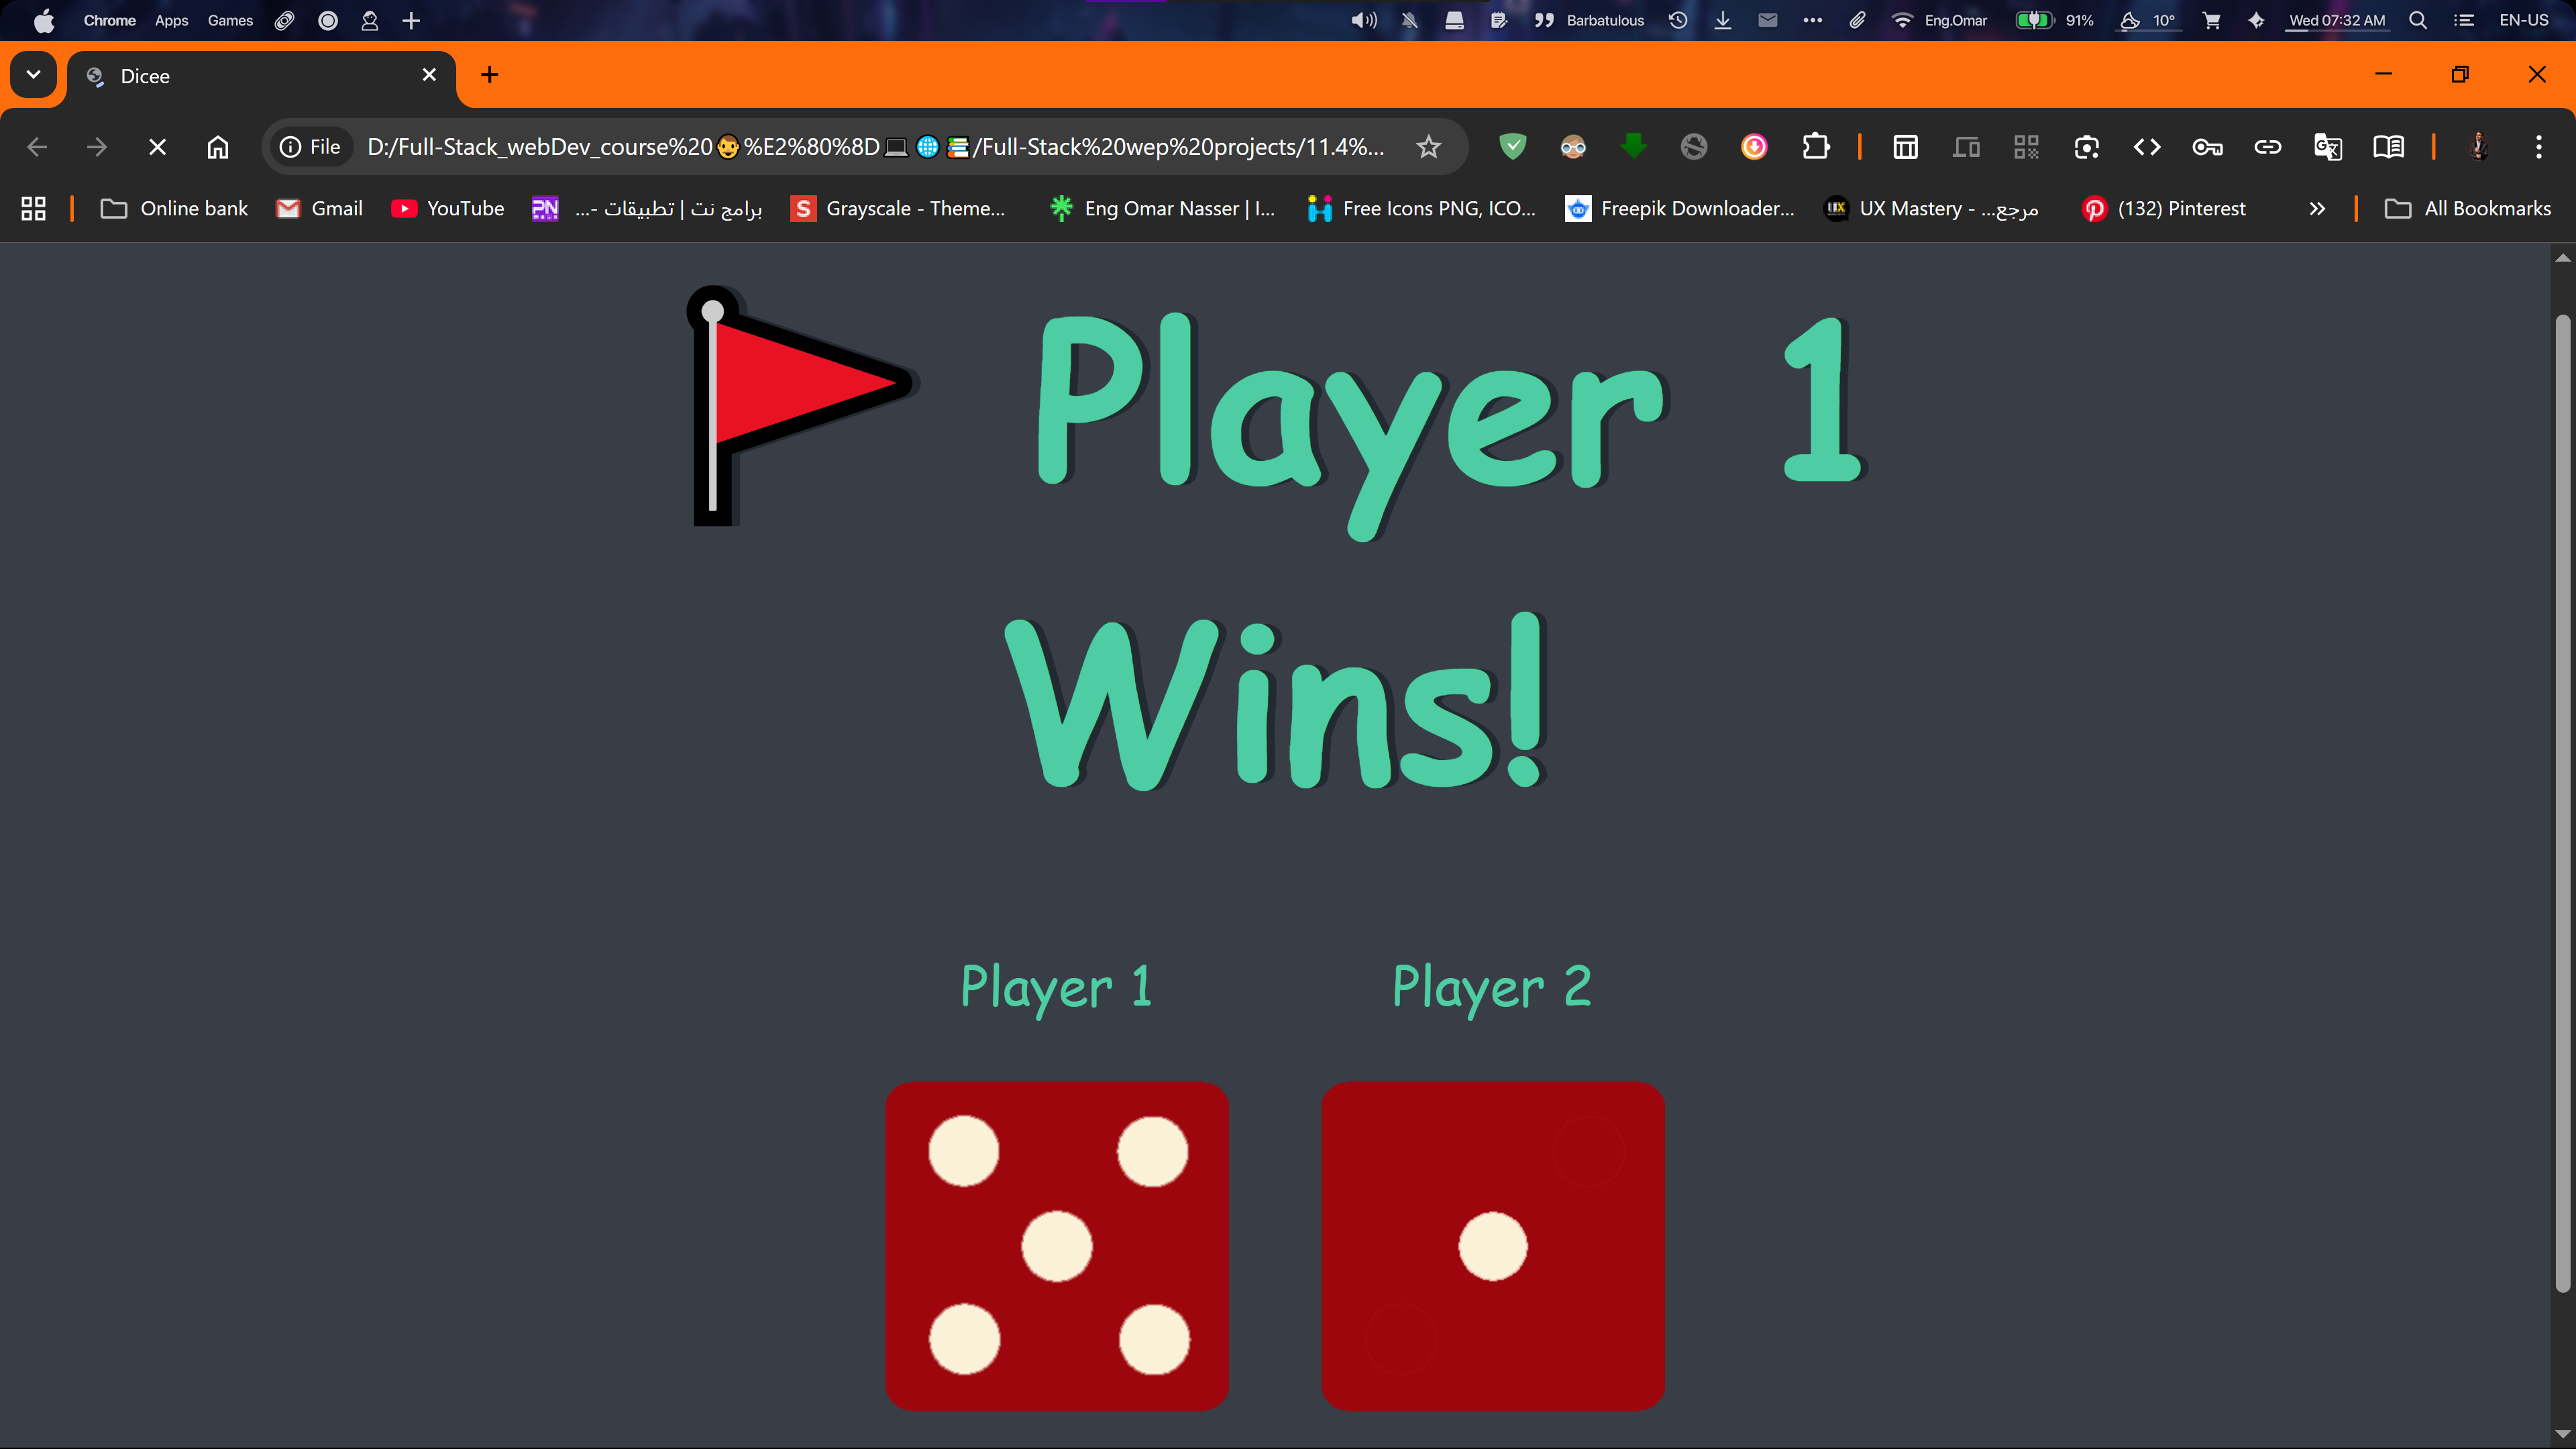 Chrome Apps Games Barbatulous Eng.Omar 91% 10° Wed 07:32 AM EN-US
Dicee
File D:/Full-Stack_webDev_course%20👨%E2%80%8D💻🌐📚/Full-Stack%20wep%20projects/11.4%...
Online bank Gmail YouTube برامج نت | تطبيقات -... Grayscale - Theme... Eng Omar Nasser | I... Free Icons PNG, ICO... Freepik Downloader... UX Mastery - ...مرجع (132) Pinterest All Bookmarks
🚩 Player 1
Wins!
Player 1 Player 2